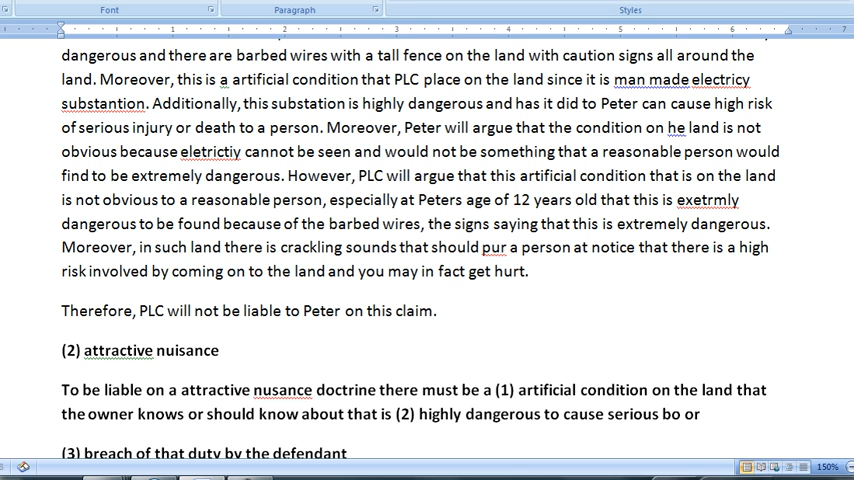 Font Paragraph Styles
1 2 3 4 5 6 7
dangerous and there are barbed wires with a tall fence on the land with caution signs all around the
land. Moreover, this is a artificial condition that PLC place on the land since it is man made electricy
substantion. Additionally, this substation is highly dangerous and has it did to Peter can cause high risk
of serious injury or death to a person. Moreover, Peter will argue that the condition on he land is not
obvious because eletrictiy cannot be seen and would not be something that a reasonable person would
find to be extremely dangerous. However, PLC will argue that this artificial condition that is on the land
is not obvious to a reasonable person, especially at Peters age of 12 years old that this is exetrmly
dangerous to be found because of the barbed wires, the signs saying that this is extremely dangerous.
Moreover, in such land there is crackling sounds that should pur a person at notice that there is a high
risk involved by coming on to the land and you may in fact get hurt.
Therefore, PLC will not be liable to Peter on this claim.
(2) attractive nuisance
To be liable on a attractive nusance doctrine there must be a (1) artificial condition on the land that
the owner knows or should know about that is (2) highly dangerous to cause serious bo or
(3) breach of that duty by the defendant
150%